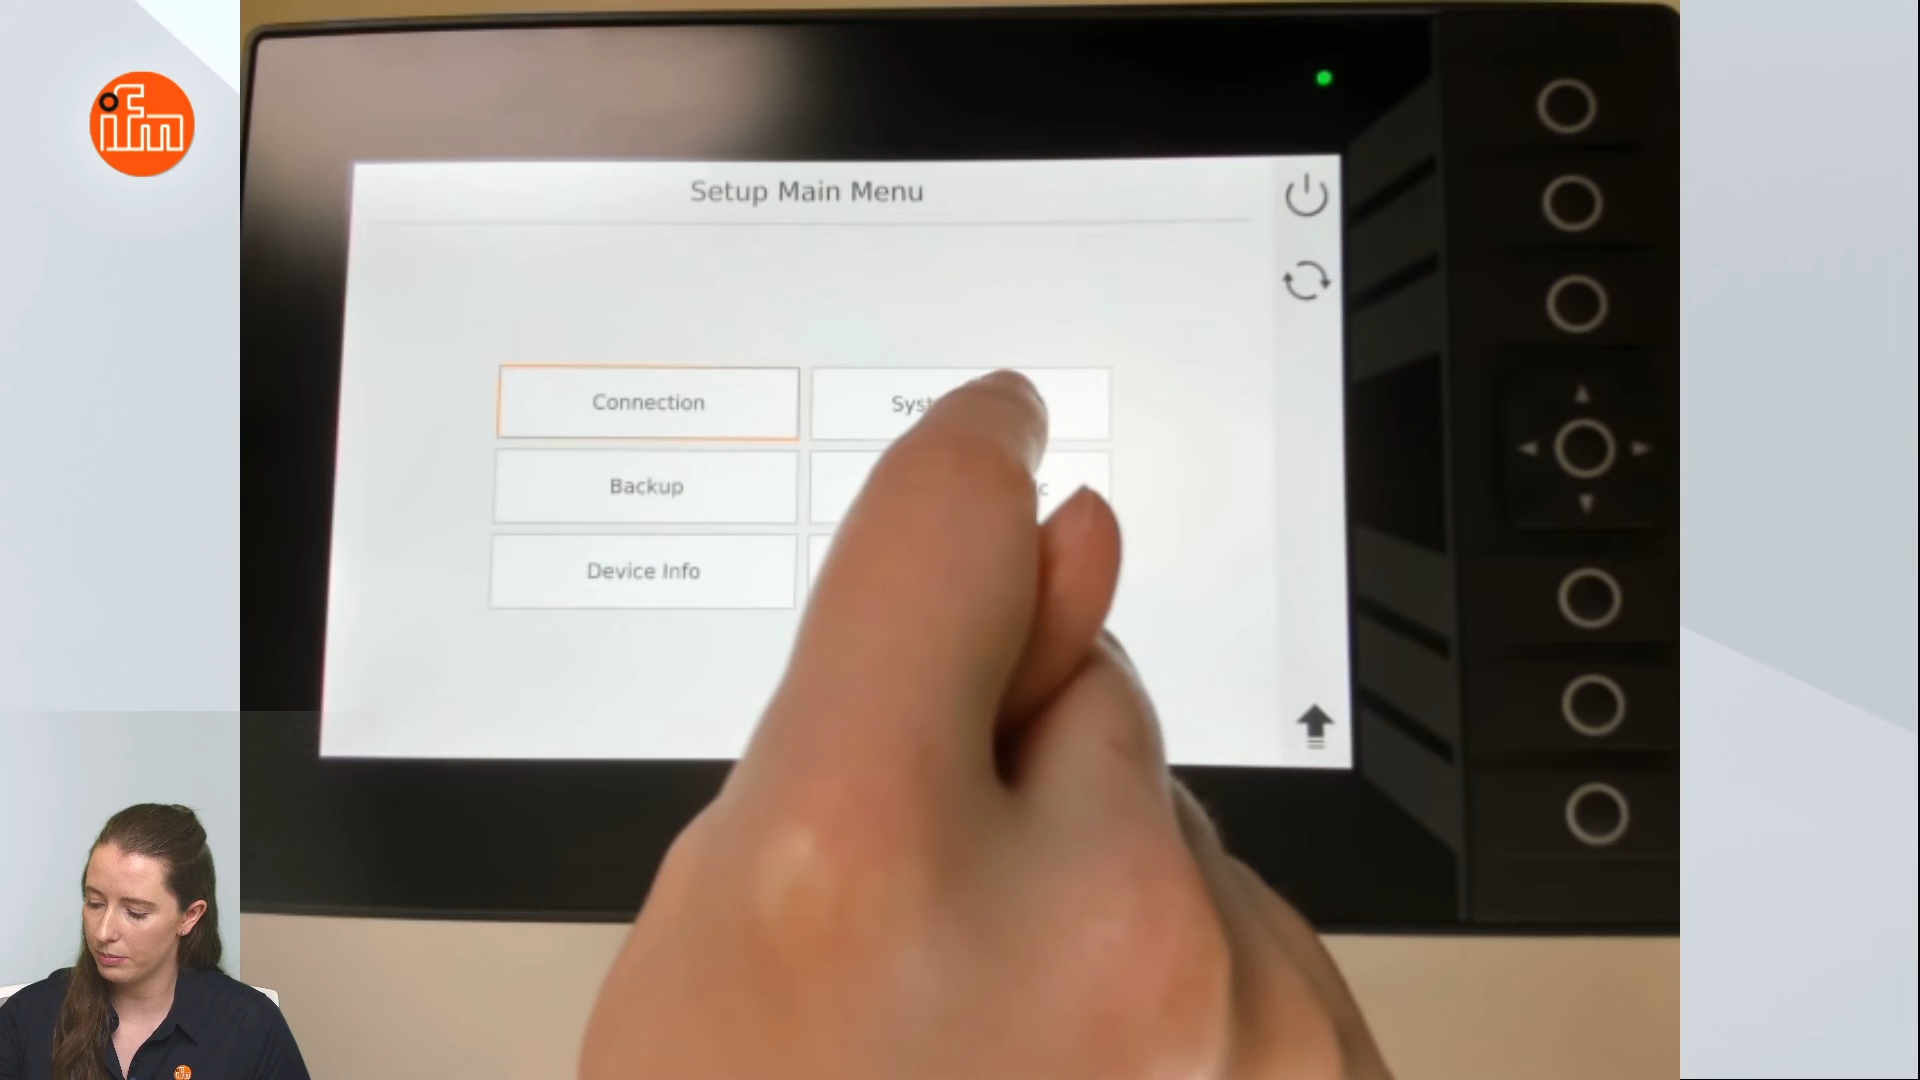 ifm
Setup Main Menu
Connection
Backup
Device Info